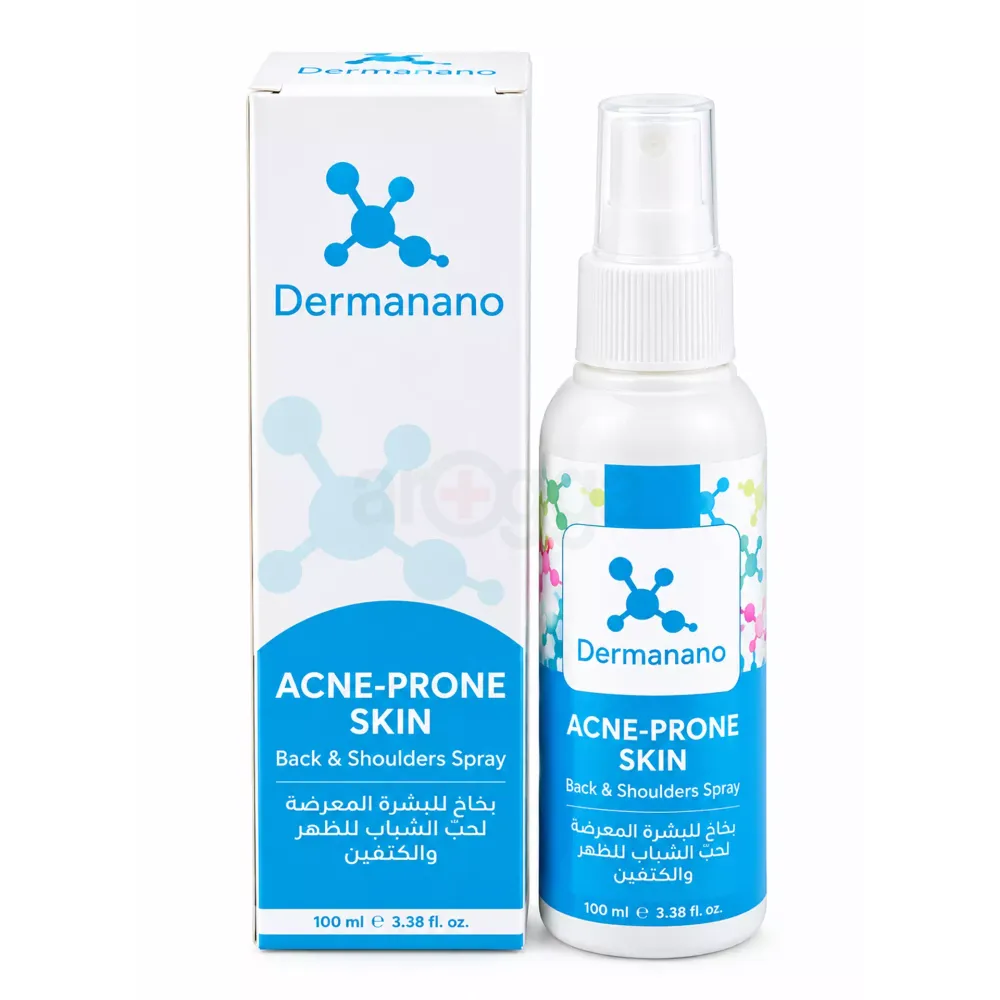 Dermanano
Dermanano
ACNE-PRONE
SKIN
Back & Shoulders Spray
بخاخ للبشرة المعرضة
لحبّ الشباب للظهر
والكتفين
100 ml ℮ 3.38 fl. oz.
arogga
Dermanano
ACNE-PRONE
SKIN
Back & Shoulders Spray
بخاخ للبشرة المعرضة
لحبّ الشباب للظهر
والكتفين
100 ml ℮ 3.38 fl. oz.